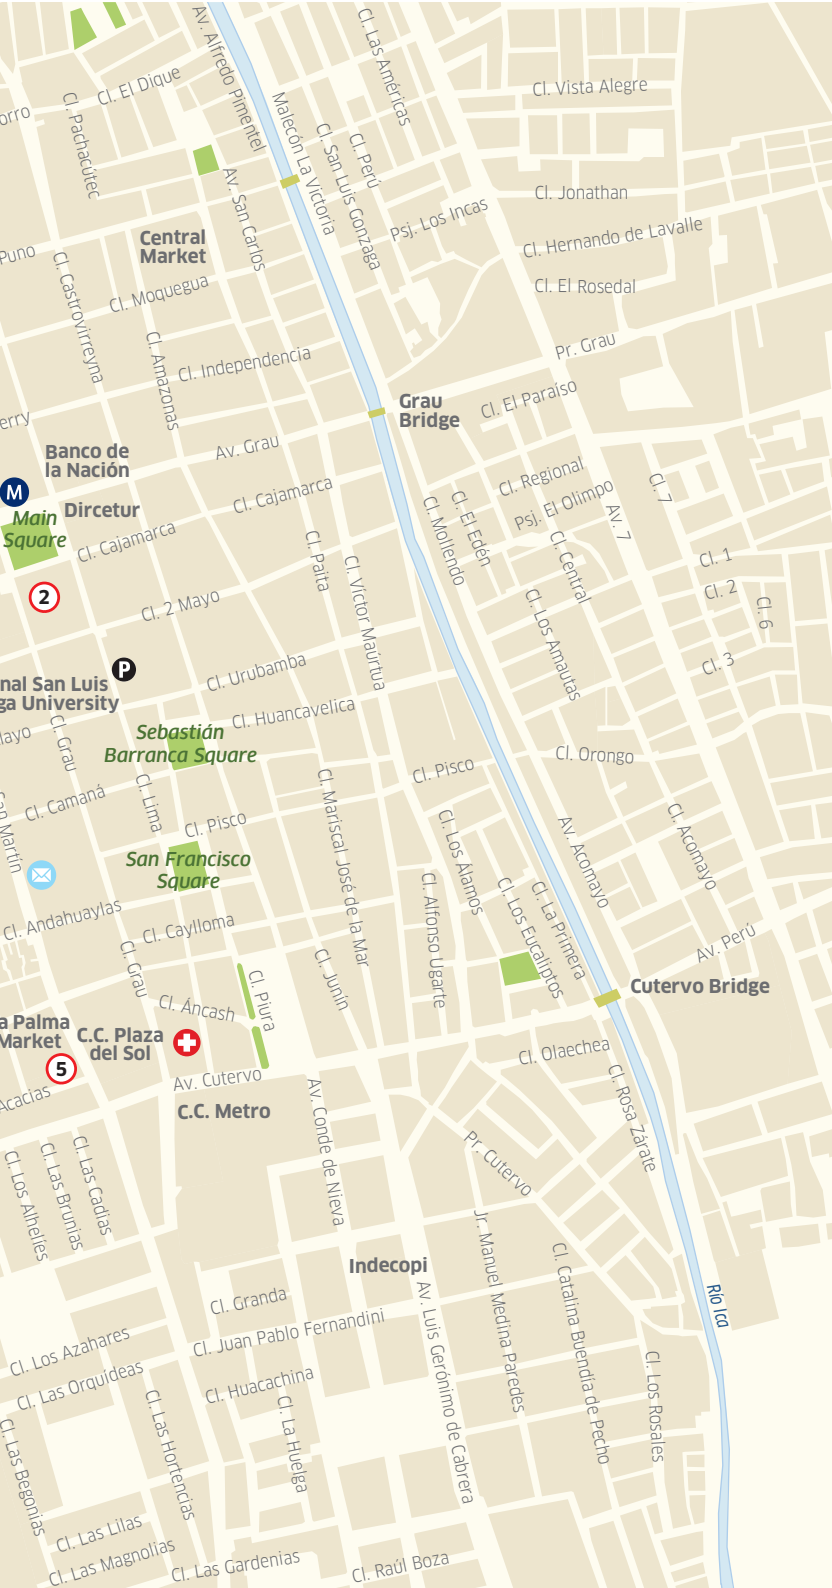 Av. Alfredo Pimentel
Cl. Las Américas
Cl. El Dique
Cl. Vista Alegre
orro
Cl. Pachacútec
Malecón La Victoria
Cl. San Luis Gonzaga
Cl. Perú
Av. San Carlos
Cl. Jonathan
Psj. Los Incas
Cl. Hernando de Lavalle
Central
Market
Puno
Cl. Castrovirreyna
Cl. El Rosedal
Cl. Moquegua
Cl. Amazonas
Pr. Grau
Cl. Independencia
Cl. El Paraíso
Grau
Bridge
erry
Av. Grau
Banco de
la Nación
M
Cl. Regional
Cl. 7
Cl. Cajamarca
Psj. El Olimpo
Main
Square
Dircetur
Cl. Cajamarca
Cl. Mollendo
Cl. El Edén
Av. 7
Cl. Paita
Cl. Central
Cl. 1
Cl. Víctor Maúrtua
Cl. 2
2
Cl. 2 Mayo
Cl. Los Amautas
Cl. 6
Cl. 3
P
nal San Luis
ga University
Cl. Urubamba
Cl. Huancavelica
layo
Cl. Grau
Sebastián
Barranca Square
Cl. Orongo
Cl. Pisco
Cl. Camaná
Cl. Lima
Cl. Mariscal José de la Mar
an Martín
Cl. Pisco
Cl. Los Álamos
Av. Acomayo
Cl. Acomayo
San Francisco
Square
Cl. Alfonso Ugarte
Cl. Los Eucaliptos
Cl. La Primera
Cl. Andahuaylas
Cl. Caylloma
Av. Perú
Cl. Grau
Cl. Junín
Cl. Piura
Cutervo Bridge
Cl. Áncash
a Palma
Market
C.C. Plaza
del Sol
Cl. Olaechea
5
Av. Cutervo
Cl. Rosa Zárate
Acacias
C.C. Metro
Av. Conde de Nieva
Pr. Cutervo
Cl. Los Alhelíes
Cl. Las Brunias
Cl. Las Cadias
Jr. Manuel Medina Paredes
Cl. Catalina Buendía de Pecho
Indecopi
Río Ica
Cl. Granda
Av. Luis Gerónimo de Cabrera
Cl. Juan Pablo Fernandini
Cl. Los Azahares
Cl. Los Rosales
Cl. Las Orquídeas
Cl. Huacachina
Cl. Las Hortencias
Cl. La Huelga
Cl. Las Begonias
Cl. Las Lilas
Cl. Las Magnolias
Cl. Las Gardenias
Cl. Raúl Boza